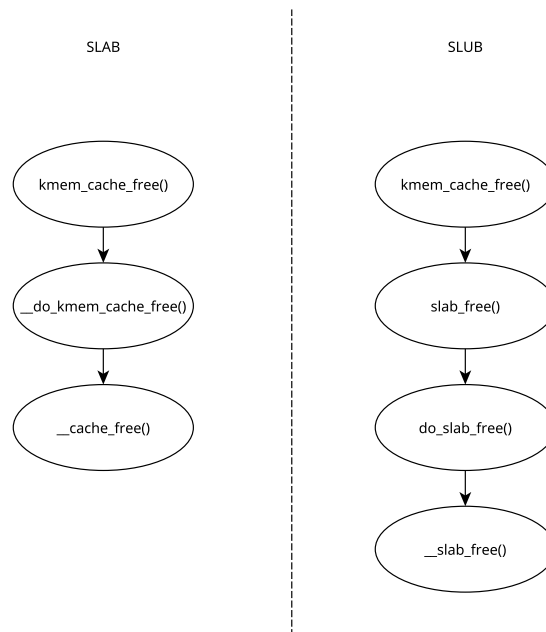 SLAB
kmem_cache_free()
__do_kmem_cache_free()
__cache_free()
SLUB
kmem_cache_free()
slab_free()
do_slab_free()
__slab_free()